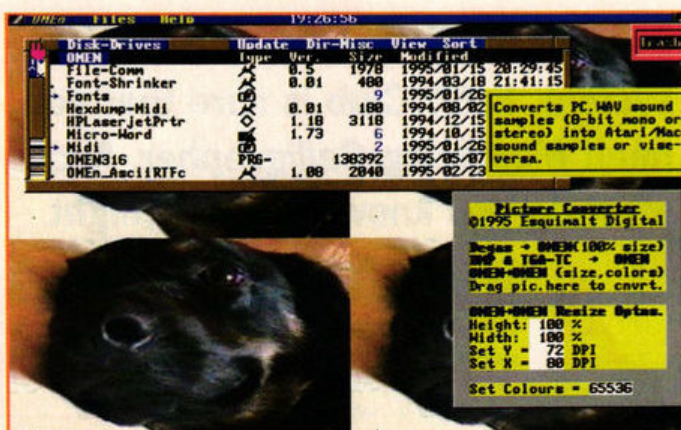 OMEn Files Help 19:26:56
Trash
Disk-Drives Update Dir-Misc View Sort
OMEN Type Ver. Size Modified
File-Comm 0.5 1978 1995/01/15 20:29:45
Font-Shrinker 0.01 480 1994/03/18 21:41:15
Fonts 9 1995/01/26
Hexdump-Midi 0.01 180 1994/08/02
HPLaserjetPrtr 1.18 3118 1994/12/15
Micro-Word 1.73 6 1994/10/15
Midi 2 1995/01/26
OMEN316 PRG- 138392 1995/05/07
OMEn_AsciiRTFc 1.08 2040 1995/02/23
Converts PC.WAV sound
samples (8-bit mono or
stereo) into Atari/Mac
sound samples or vise-
versa.
Picture Converter
©1995 Esquimalt Digital
Degas → OMEN(100% size)
BMP & TGA-TC → OMEN
OMEN→OMEN (size,colors)
Drag pic.here to cnvrt.
OMEN→OMEN Resize Optns.
Height: 100 %
Width: 100 %
Set Y = 72 DPI
Set X = 80 DPI
Set Colours = 65536